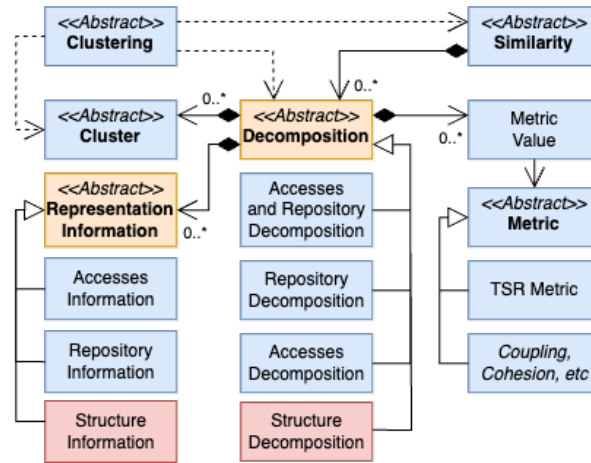 <<Abstract>>
Clustering
<<Abstract>>
Similarity
0..*
0..*
<<Abstract>>
Cluster
<<Abstract>>
Decomposition
0..*
Metric
Value
<<Abstract>>
Representation
Information
0..*
Accesses
and Repository
Decomposition
<<Abstract>>
Metric
Accesses
Information
Repository
Decomposition
TSR Metric
Repository
Information
Accesses
Decomposition
Coupling,
Cohesion, etc
Structure
Information
Structure
Decomposition